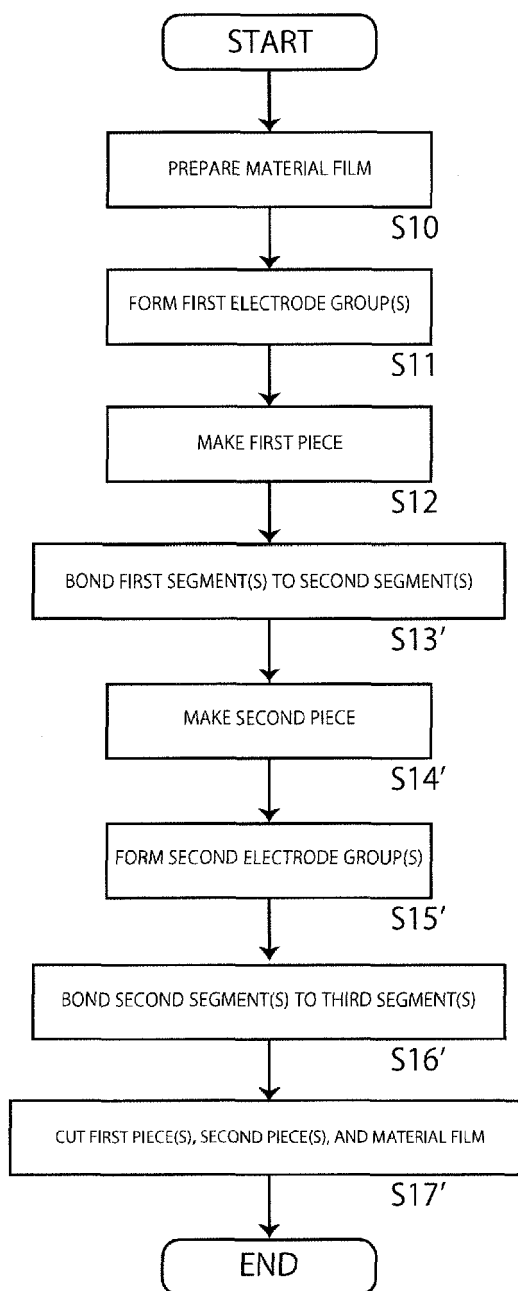 START
PREPARE MATERIAL FILM
S10
FORM FIRST ELECTRODE GROUP(S)
S11
MAKE FIRST PIECE
S12
BOND FIRST SEGMENT(S) TO SECOND SEGMENT(S)
S13'
MAKE SECOND PIECE
S14'
FORM SECOND ELECTRODE GROUP(S)
S15'
BOND SECOND SEGMENT(S) TO THIRD SEGMENT(S)
S16'
CUT FIRST PIECE(S), SECOND PIECE(S), AND MATERIAL FILM
S17'
END